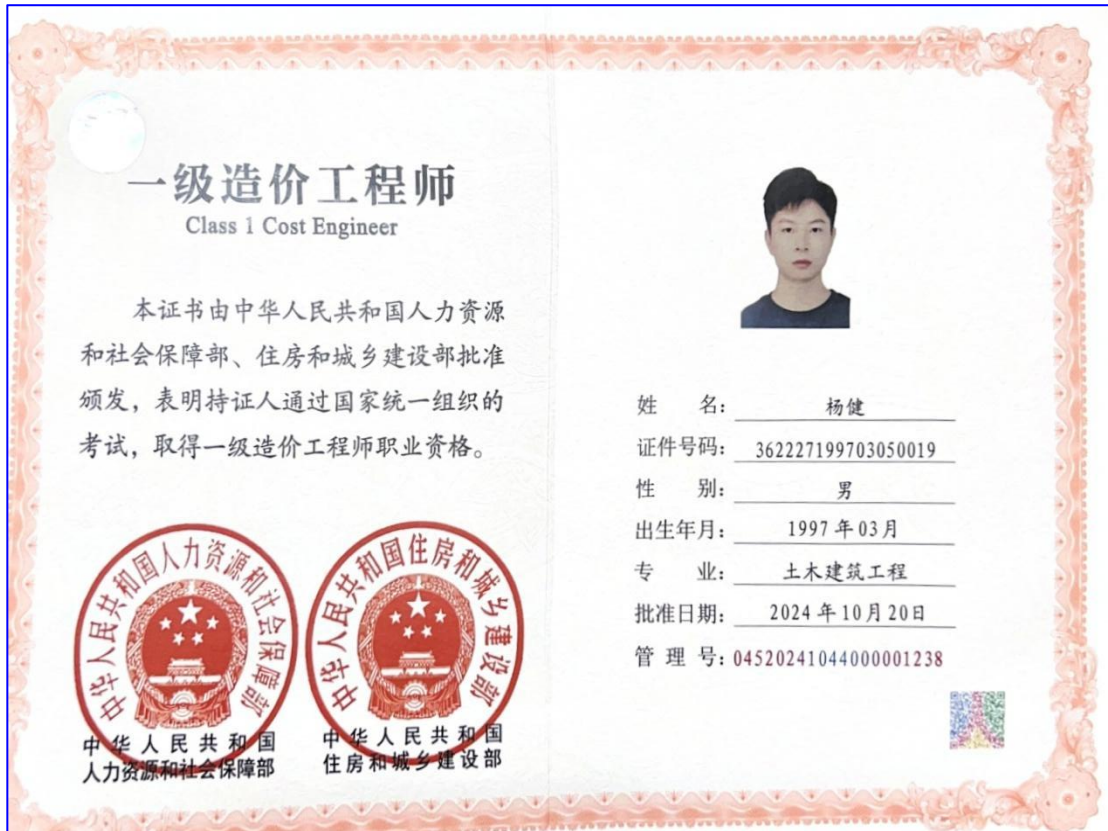 一级造价工程师
Class 1 Cost Engineer
本证书由中华人民共和国人力资源
和社会保障部、住房和城乡建设部批准
颁发，表明持证人通过国家统一组织的
考试，取得一级造价工程师职业资格。
中华人民共和国人力资源和社会保障部
中华人民共和国住房和城乡建设部
中华人民共和国
人力资源和社会保障部
中华人民共和国
住房和城乡建设部
姓 名：杨健
证件号码：362227199703050019
性 别：男
出生年月：1997年03月
专 业：土木建筑工程
批准日期：2024年10月20日
管 理 号：04520241044000001238